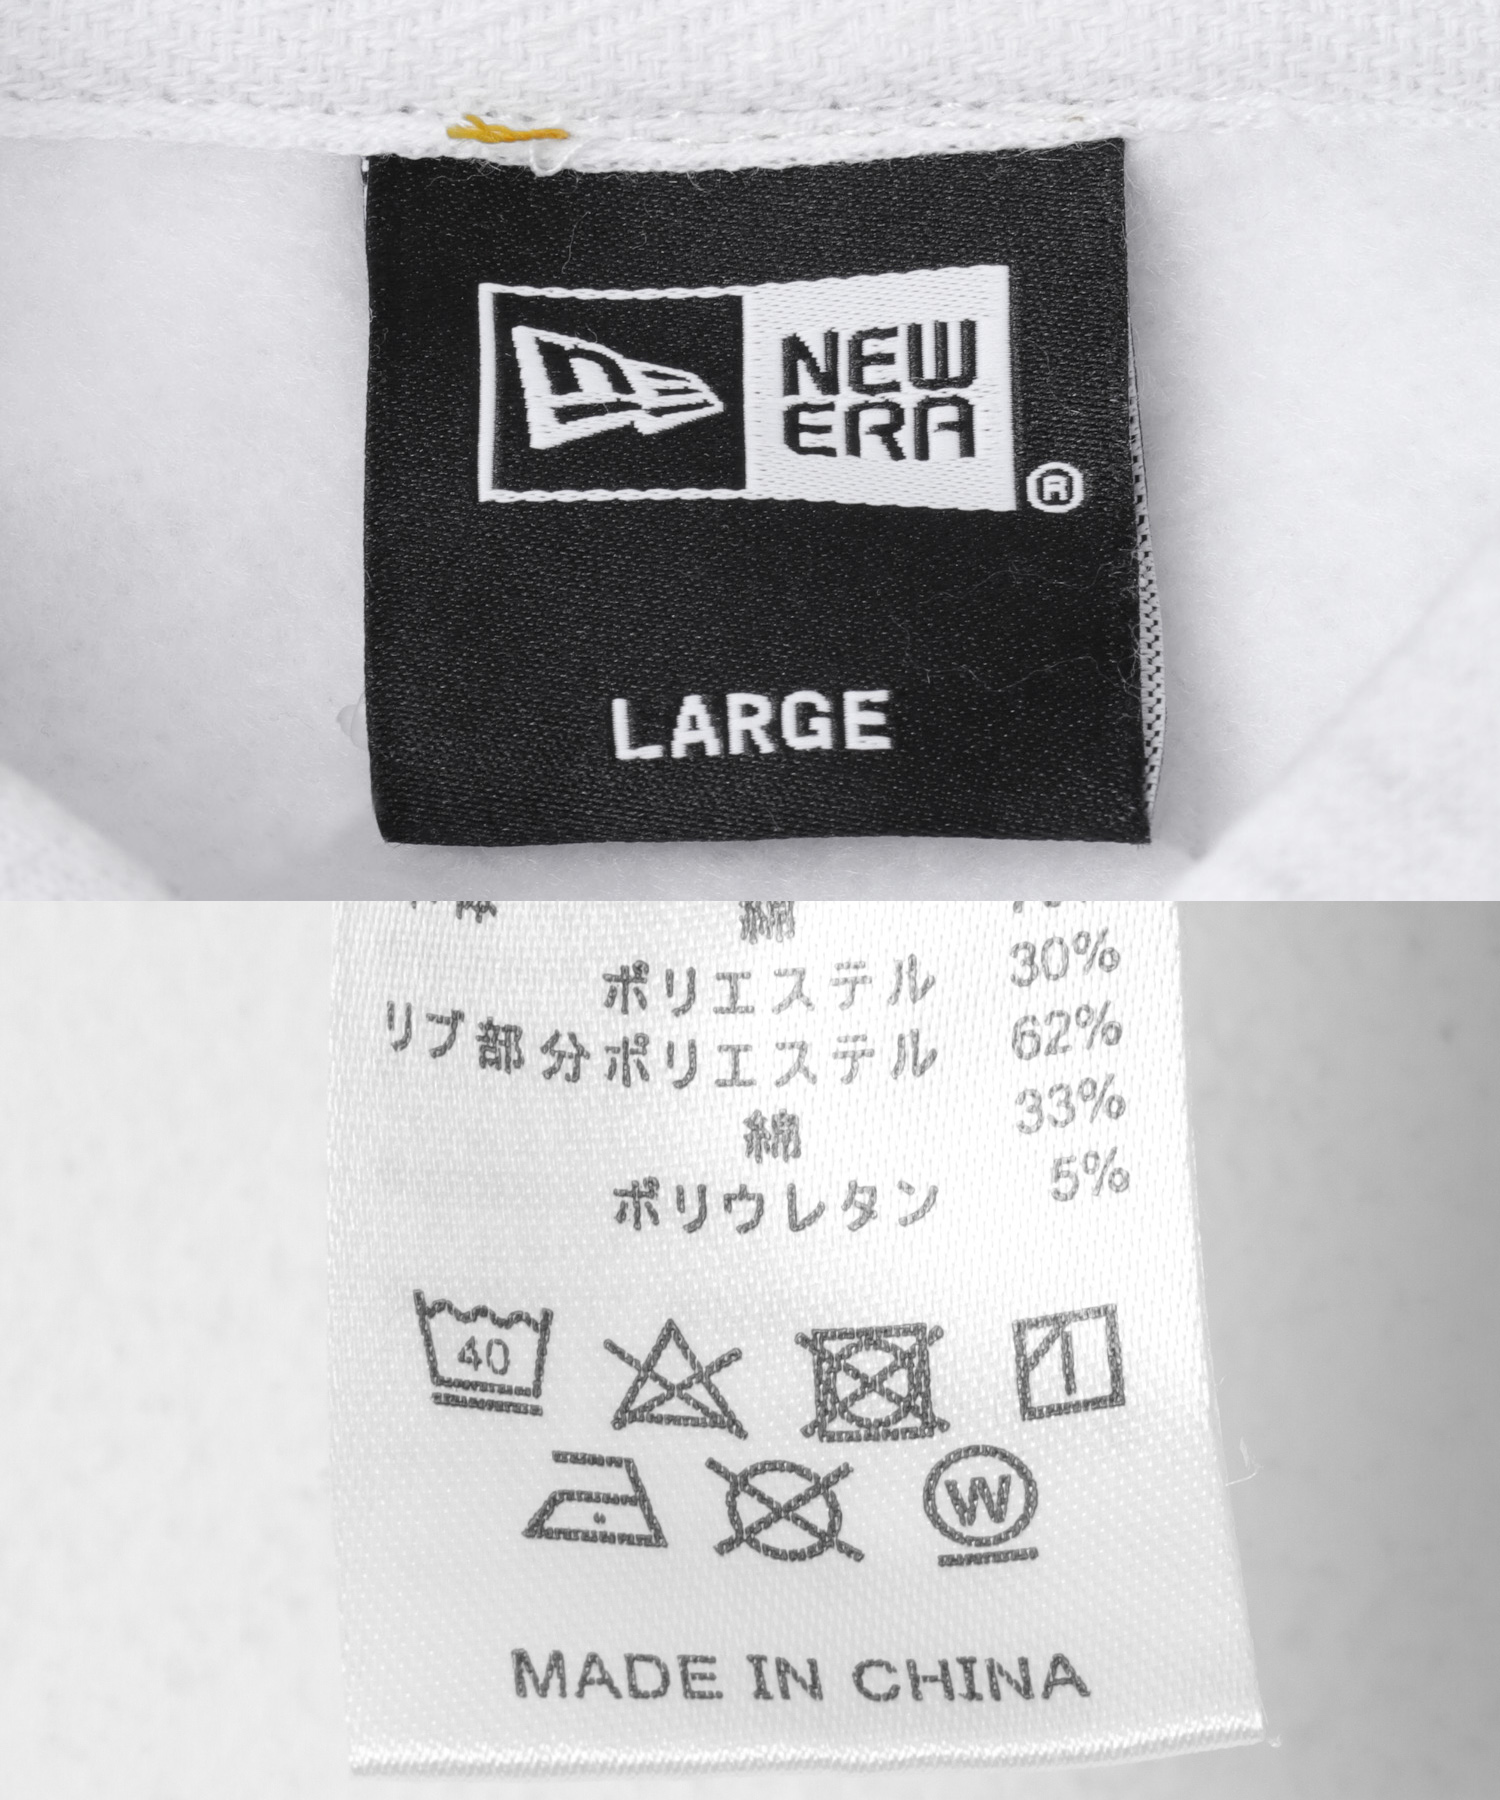 NEW
ERA
®
LARGE
綿
ポリエステル 30%
リブ部分 ポリエステル 62%
綿 33%
ポリウレタン 5%
40
W
MADE IN CHINA